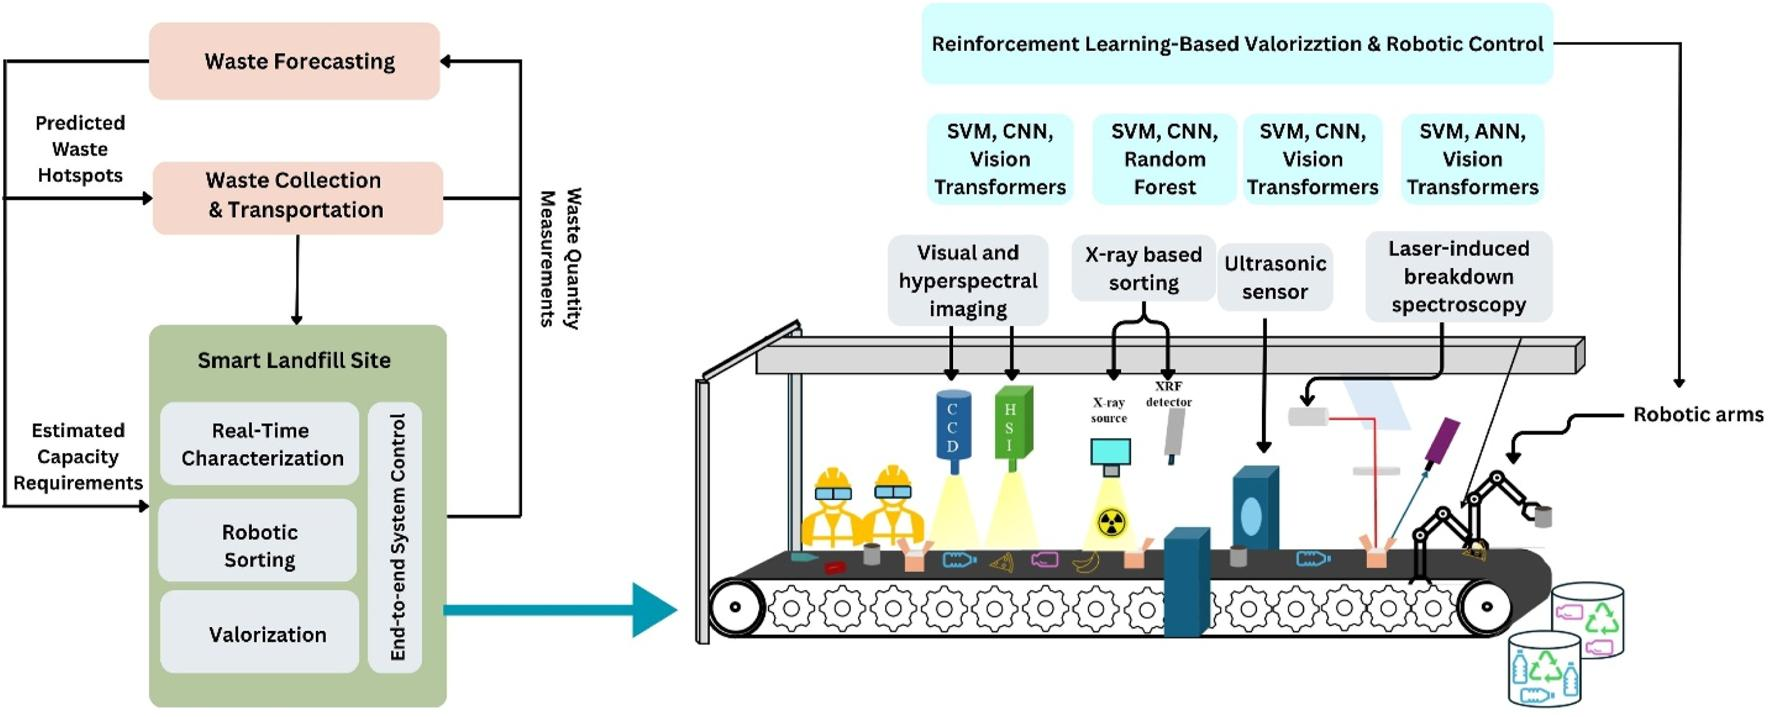 Waste Forecasting
Predicted
Waste
Hotspots
Waste Collection
& Transportation
Waste Quantity
Measurements
Smart Landfill Site
Real-Time
Characterization
Robotic
Sorting
Valorization
End-to-end System Control
Estimated
Capacity
Requirements
Reinforcement Learning-Based Valorizztion & Robotic Control
SVM, CNN,
Vision
Transformers
SVM, CNN,
Random
Forest
SVM, CNN,
Vision
Transformers
SVM, ANN,
Vision
Transformers
Visual and
hyperspectral
imaging
X-ray based
sorting
Ultrasonic
sensor
Laser-induced
breakdown
spectroscopy
CCD
HSI
X-ray
source
XRF
detector
Robotic arms